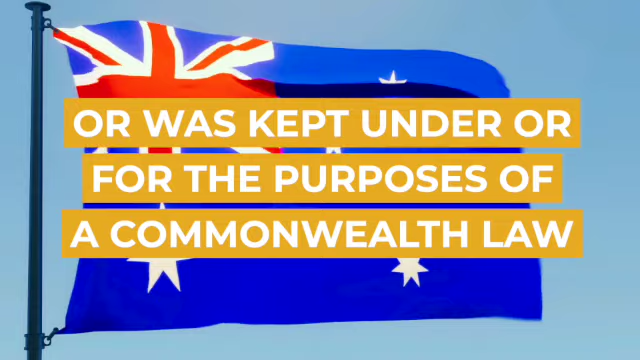 OR WAS KEPT UNDER OR
FOR THE PURPOSES OF
A COMMONWEALTH LAW